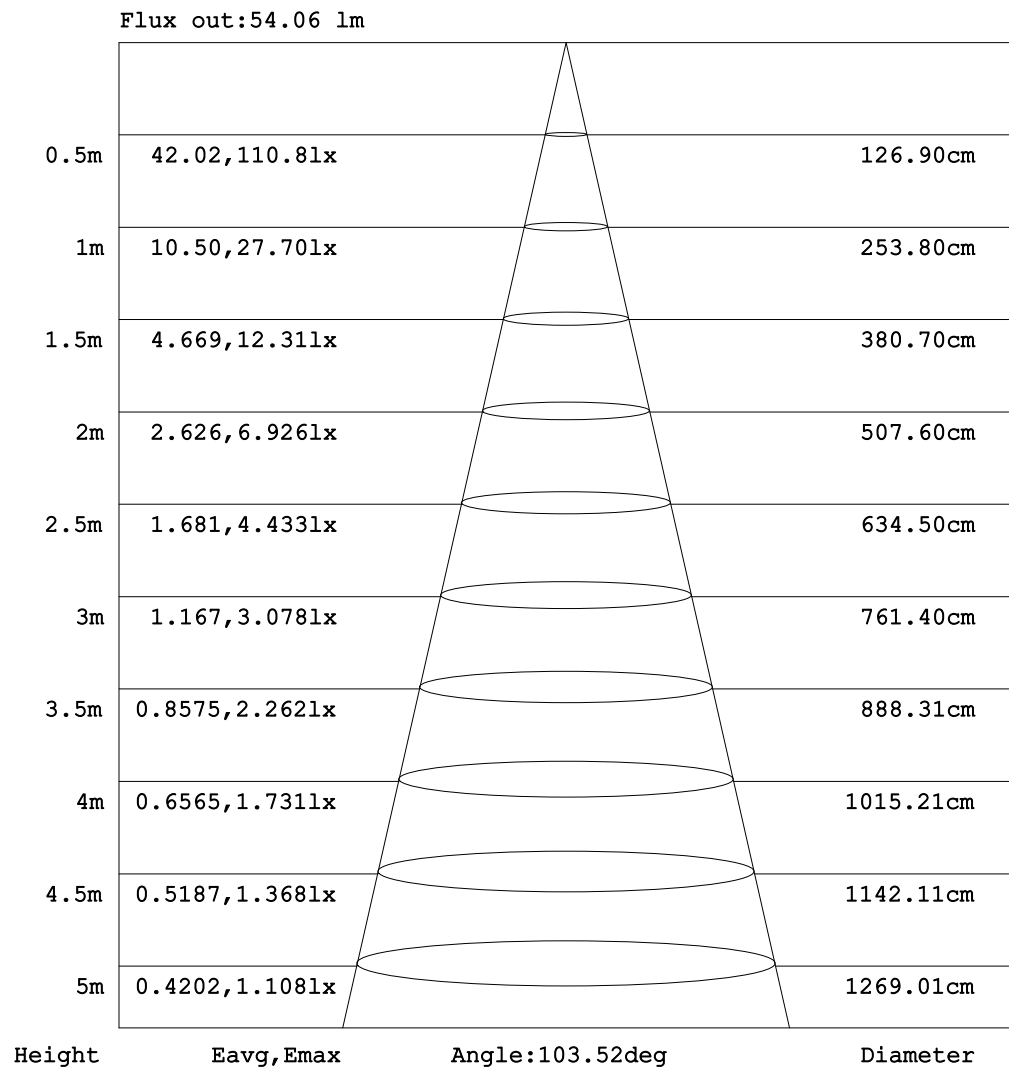 Flux out:54.06 lm
0.5m 42.02,110.8lx 126.90cm
1m 10.50,27.70lx 253.80cm
1.5m 4.669,12.31lx 380.70cm
2m 2.626,6.926lx 507.60cm
2.5m 1.681,4.433lx 634.50cm
3m 1.167,3.078lx 761.40cm
3.5m 0.8575,2.262lx 888.31cm
4m 0.6565,1.731lx 1015.21cm
4.5m 0.5187,1.368lx 1142.11cm
5m 0.4202,1.108lx 1269.01cm
Height Eavg,Emax Angle:103.52deg Diameter